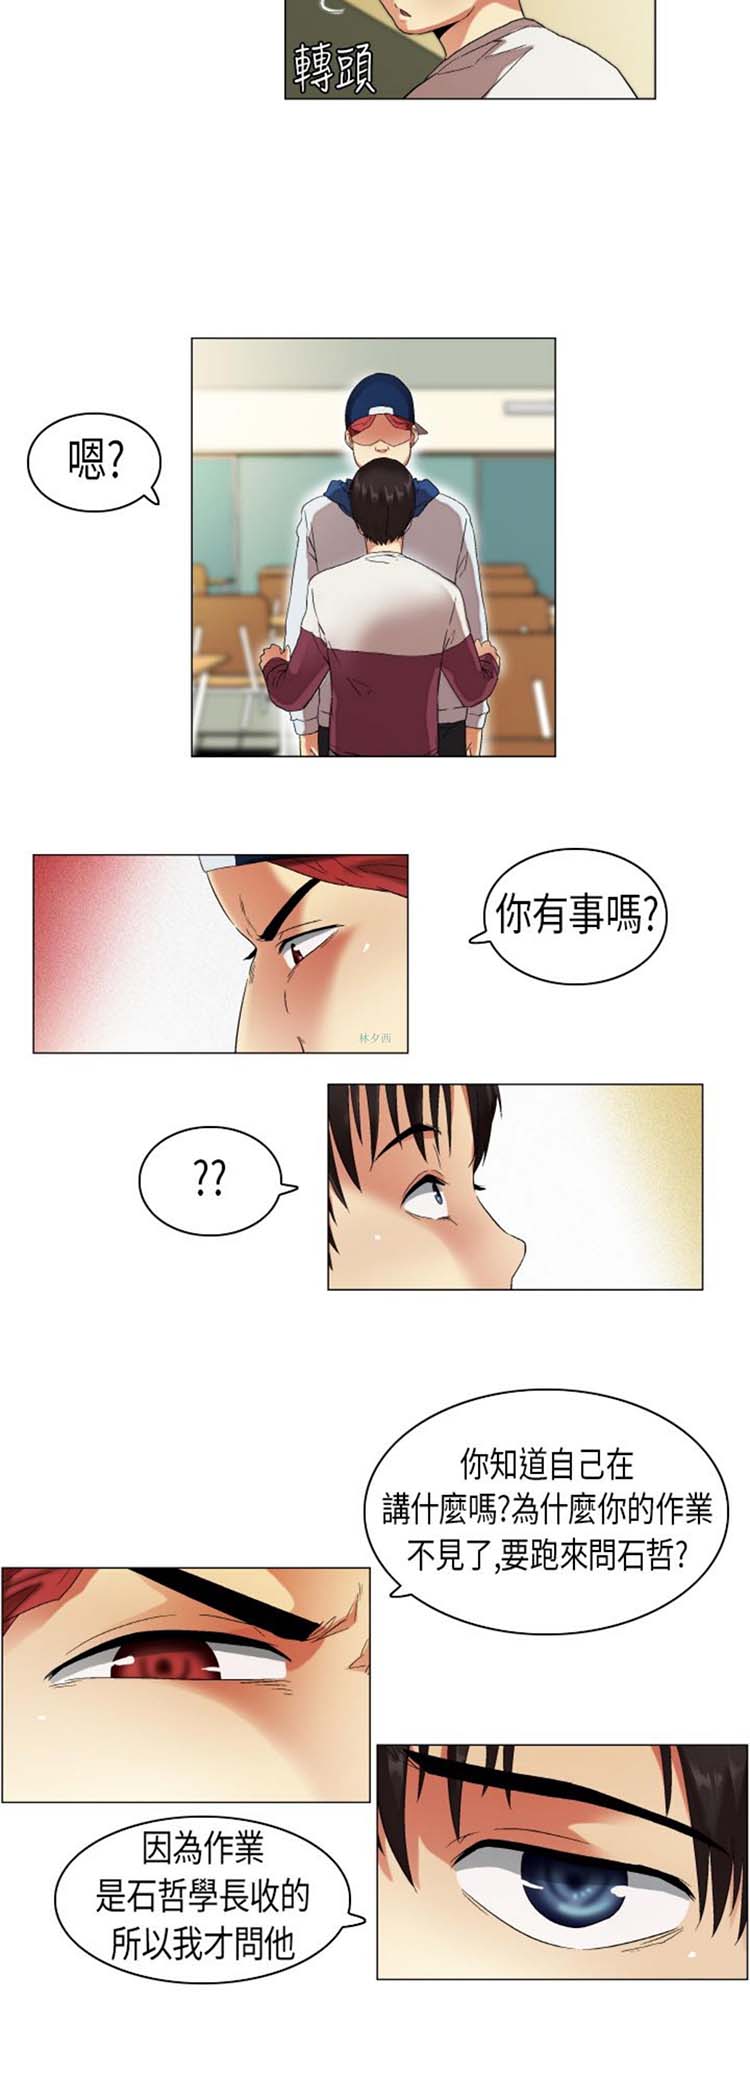 轉頭
嗯?
你有事嗎?
林夕西
??
你知道自己在
講什麼嗎?為什麼你的作業
不見了,要跑來問石哲?
因為作業
是石哲學長收的
所以我才問他